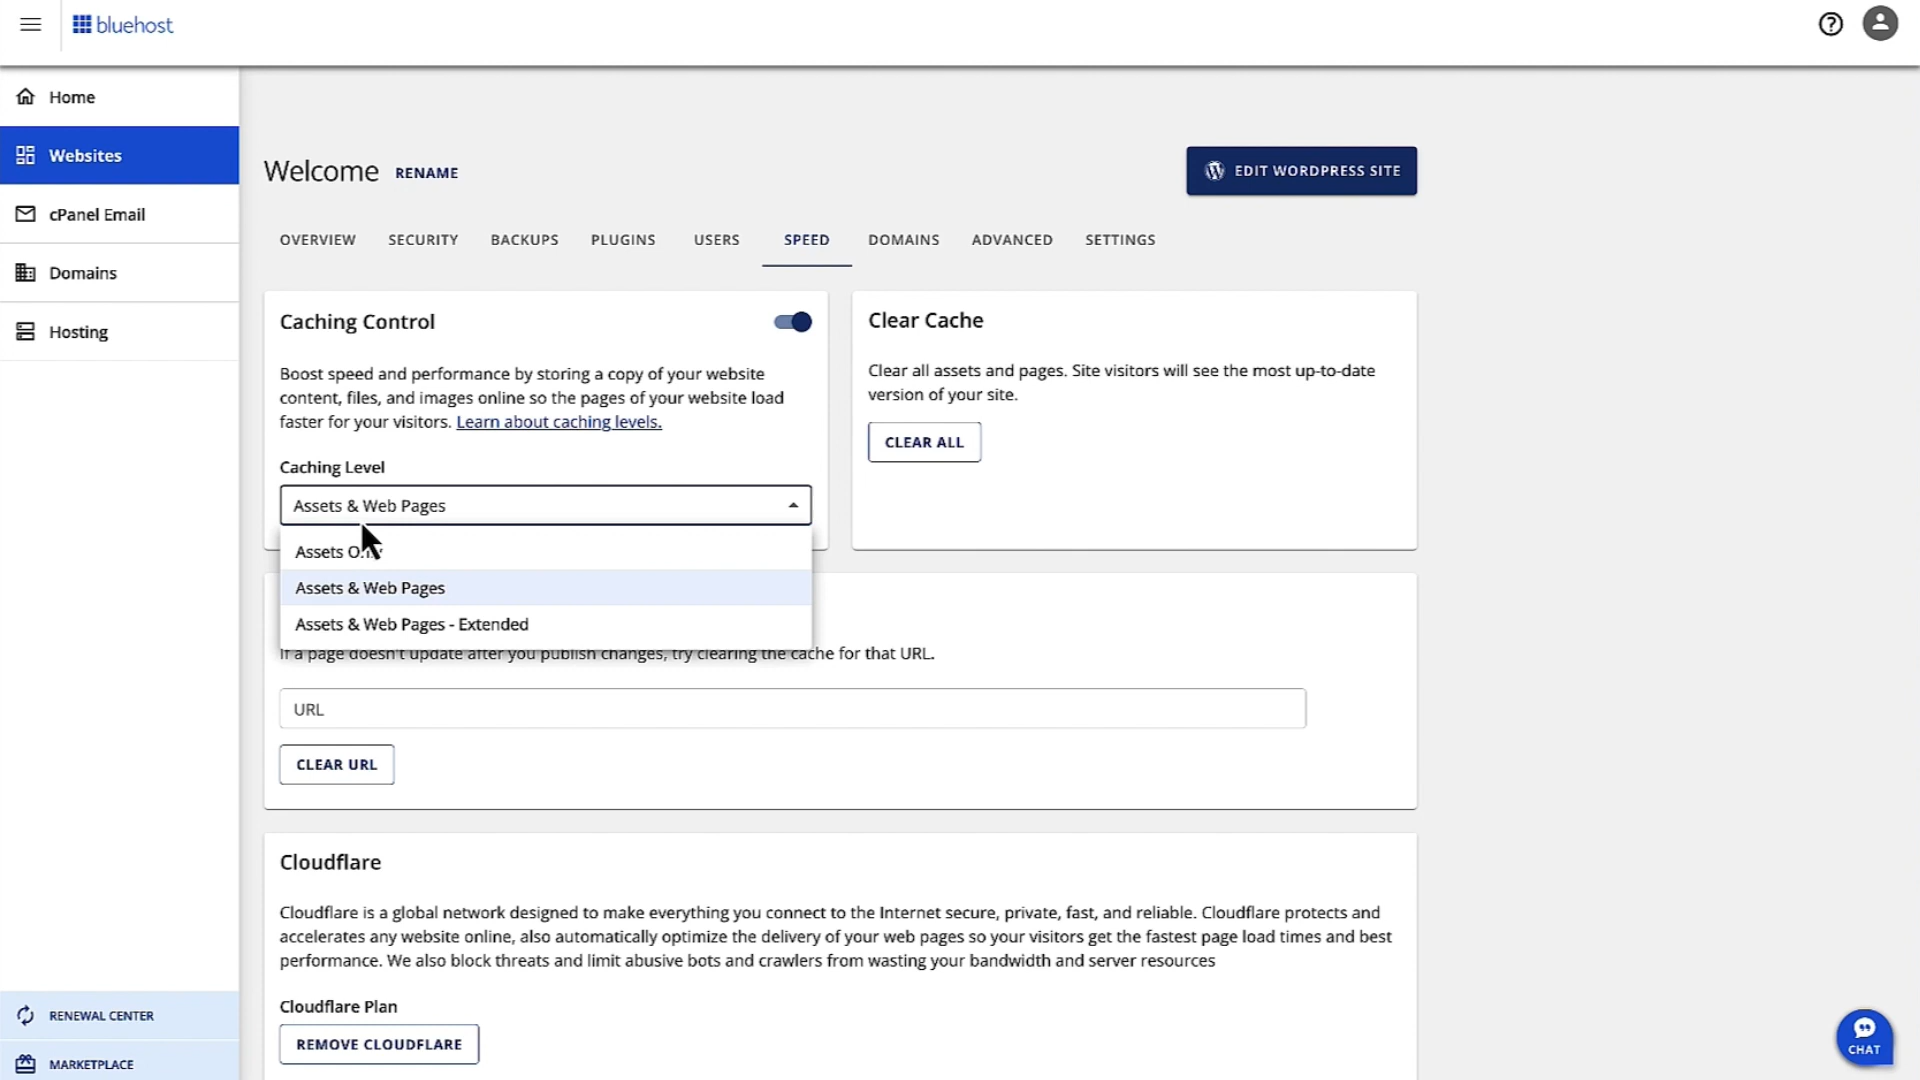 bluehost
Home
Websites
cPanel Email
Domains
Hosting
RENEWAL CENTER
MARKETPLACE
Welcome RENAME
EDIT WORDPRESS SITE
OVERVIEW SECURITY BACKUPS PLUGINS USERS SPEED DOMAINS ADVANCED SETTINGS
Caching Control
Boost speed and performance by storing a copy of your website
content, files, and images online so the pages of your website load
faster for your visitors. Learn about caching levels.
Caching Level
Assets & Web Pages
Assets Only
Assets & Web Pages
Assets & Web Pages - Extended
Clear Cache
Clear all assets and pages. Site visitors will see the most up-to-date
version of your site.
CLEAR ALL
If a page doesn't update after you publish changes, try clearing the cache for that URL.
URL
CLEAR URL
Cloudflare
Cloudflare is a global network designed to make everything you connect to the Internet secure, private, fast, and reliable. Cloudflare protects and
accelerates any website online, also automatically optimize the delivery of your web pages so your visitors get the fastest page load times and best
performance. We also block threats and limit abusive bots and crawlers from wasting your bandwidth and server resources
Cloudflare Plan
REMOVE CLOUDFLARE
CHAT